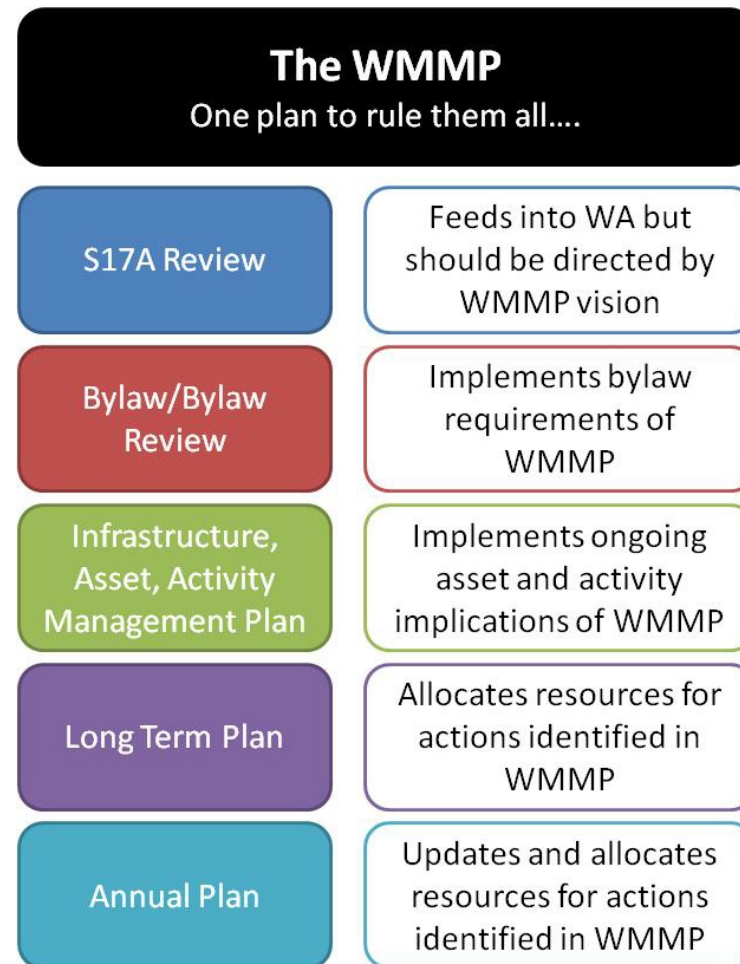 The WMMP
One plan to rule them all....
S17A Review
Feeds into WA but
should be directed by
WMMP vision
Bylaw/Bylaw
Review
Implements bylaw
requirements of
WMMP
Infrastructure,
Asset, Activity
Management Plan
Implements ongoing
asset and activity
implications of WMMP
Long Term Plan
Allocates resources for
actions identified in
WMMP
Annual Plan
Updates and allocates
resources for actions
identified in WMMP